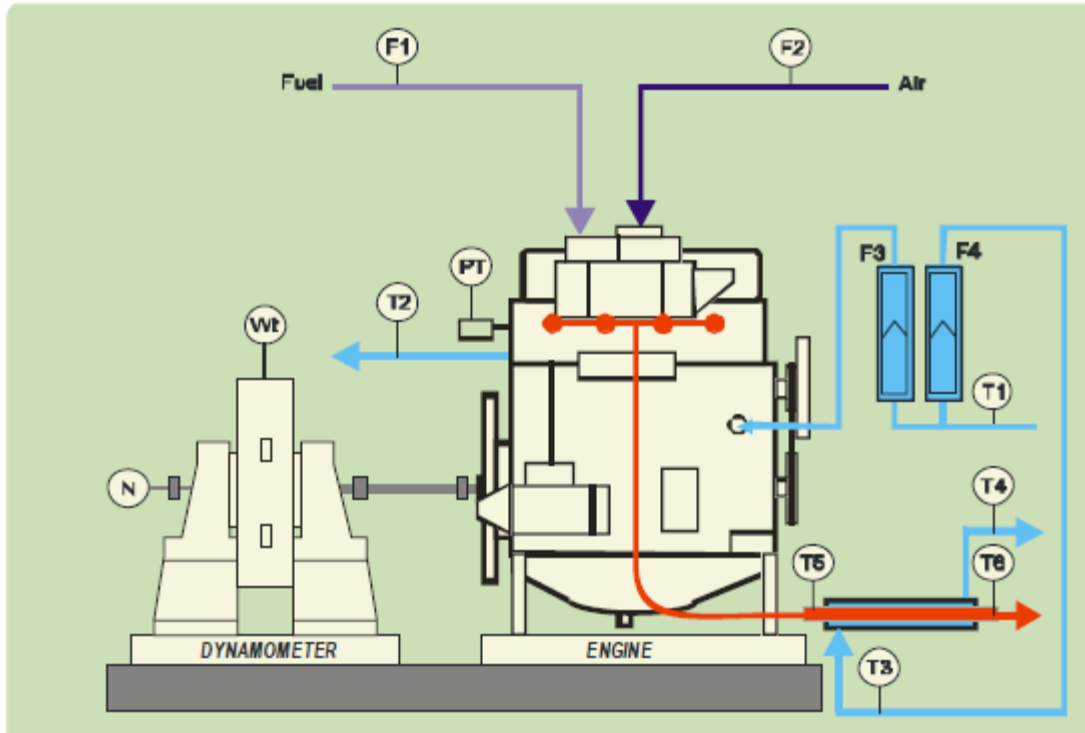 F1
F2
Fuel
Air
F3
F4
PT
T2
Wt
T1
N
T4
T5
T6
DYNAMOMETER
ENGINE
T3